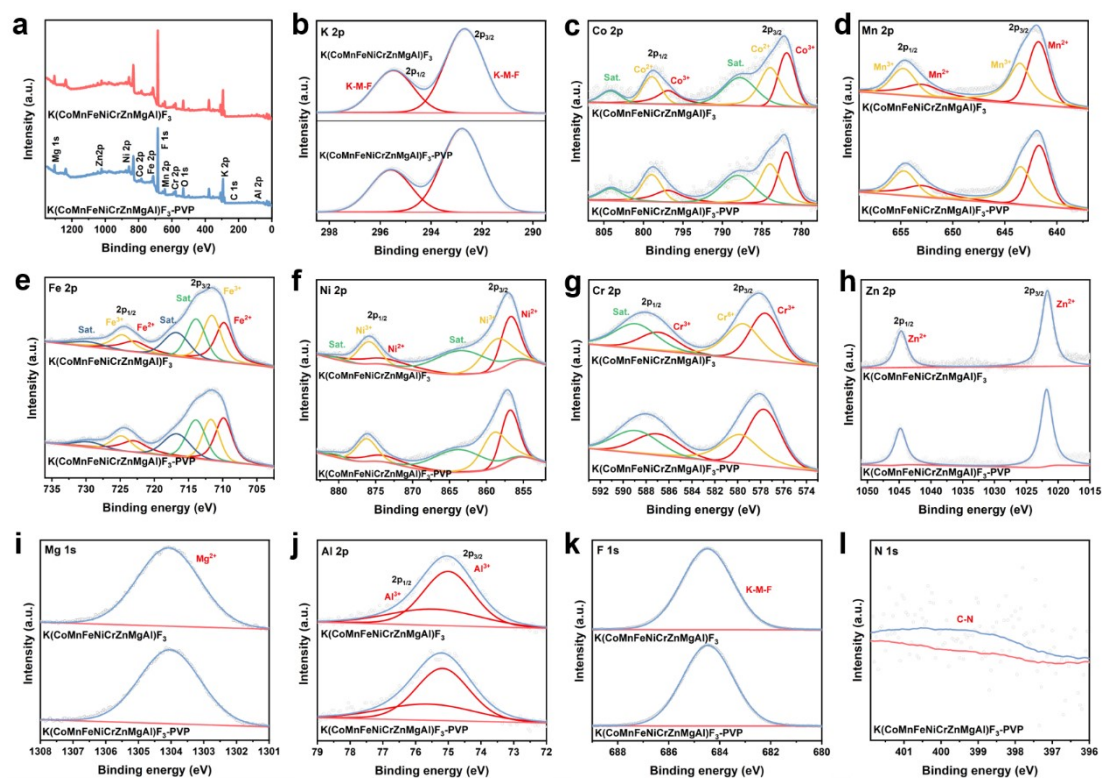 a
K(CoMnFeNiCrZnMgAl)F₃
Mg 1s
Zn2p
Ni 2p
Co 2p
Fe 2p
F 1s
Mn 2p
Cr 2p
O 1s
K 2p
C 1s
Al 2p
K(CoMnFeNiCrZnMgAl)F₃-PVP
Intensity (a.u.)
1200 1000 800 600 400 200 0
Binding energy (eV)
b
K 2p
2p₃/₂
K(CoMnFeNiCrZnMgAl)F₃
2p₁/₂
K-M-F
K-M-F
K(CoMnFeNiCrZnMgAl)F₃-PVP
Intensity (a.u.)
298 296 294 292 290
Binding energy (eV)
c
Co 2p
2p₃/₂
2p₁/₂
Co²⁺
Co³⁺
Sat.
Co²⁺
Co³⁺
Sat.
K(CoMnFeNiCrZnMgAl)F₃
K(CoMnFeNiCrZnMgAl)F₃-PVP
Intensity (a.u.)
805 800 795 790 785 780
Binding energy (eV)
d
Mn 2p
2p₃/₂
2p₁/₂
Mn²⁺
Mn³⁺
Mn²⁺
Mn³⁺
K(CoMnFeNiCrZnMgAl)F₃
K(CoMnFeNiCrZnMgAl)F₃-PVP
Intensity (a.u.)
655 650 645 640
Binding energy (eV)
e
Fe 2p
2p₃/₂
Fe³⁺
Sat.
2p₁/₂
Sat.
Fe³⁺
Fe²⁺
Sat.
Fe²⁺
K(CoMnFeNiCrZnMgAl)F₃
K(CoMnFeNiCrZnMgAl)F₃-PVP
Intensity (a.u.)
735 730 725 720 715 710 705
Binding energy (eV)
f
Ni 2p
2p₃/₂
2p₁/₂
Ni³⁺
Ni²⁺
Ni³⁺
Sat.
Sat.
Ni²⁺
K(CoMnFeNiCrZnMgAl)F₃
K(CoMnFeNiCrZnMgAl)F₃-PVP
Intensity (a.u.)
880 875 870 865 860 855
Binding energy (eV)
g
Cr 2p
2p₃/₂
2p₁/₂
Cr³⁺
Sat.
Cr³⁺
K(CoMnFeNiCrZnMgAl)F₃
K(CoMnFeNiCrZnMgAl)F₃-PVP
Intensity (a.u.)
592 590 588 586 584 582 580 578 576 574
Binding energy (eV)
h
Zn 2p
2p₃/₂
Zn²⁺
2p₁/₂
Zn²⁺
K(CoMnFeNiCrZnMgAl)F₃
K(CoMnFeNiCrZnMgAl)F₃-PVP
Intensity (a.u.)
1050 1045 1040 1035 1030 1025 1020 1015
Binding energy (eV)
i
Mg 1s
Mg²⁺
K(CoMnFeNiCrZnMgAl)F₃
K(CoMnFeNiCrZnMgAl)F₃-PVP
Intensity (a.u.)
1308 1306 1305 1304 1303 1302 1301
Binding energy (eV)
j
Al 2p
2p₃/₂
Al³⁺
2p₁/₂
Al³⁺
K(CoMnFeNiCrZnMgAl)F₃
K(CoMnFeNiCrZnMgAl)F₃-PVP
Intensity (a.u.)
79 78 77 76 75 74 73 72
Binding energy (eV)
k
F 1s
K-M-F
K(CoMnFeNiCrZnMgAl)F₃
K(CoMnFeNiCrZnMgAl)F₃-PVP
Intensity (a.u.)
688 686 684 682 680
Binding energy (eV)
l
N 1s
C-N
K(CoMnFeNiCrZnMgAl)F₃-PVP
Intensity (a.u.)
401 400 399 398 397 396
Binding energy (eV)